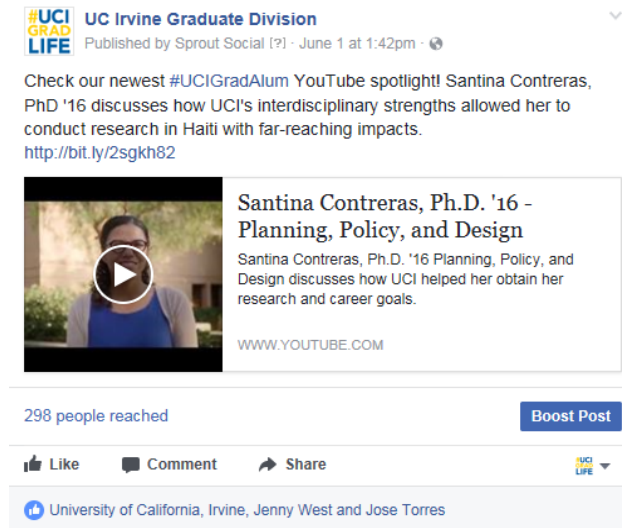 #UCI
GRAD
LIFE
UC Irvine Graduate Division
Published by Sprout Social [?] · June 1 at 1:42pm ·
Check our newest #UCIGradAlum YouTube spotlight! Santina Contreras,
PhD '16 discusses how UCI's interdisciplinary strengths allowed her to
conduct research in Haiti with far-reaching impacts.
http://bit.ly/2sgkh82
Santina Contreras, Ph.D. '16 -
Planning, Policy, and Design
Santina Contreras, Ph.D. '16 Planning, Policy, and
Design discusses how UCI helped her obtain her
research and career goals.
WWW.YOUTUBE.COM
298 people reached
Boost Post
Like
Comment
Share
#UCI
GRAD
LIFE
University of California, Irvine, Jenny West and Jose Torres